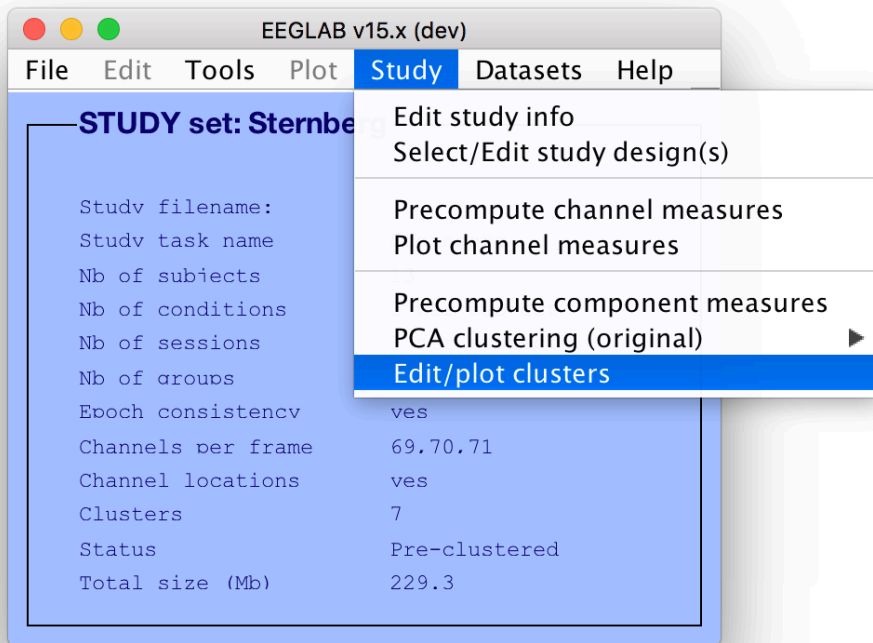 EEGLAB v15.x (dev)
File Edit Tools Plot Study Datasets Help
STUDY set: Sternberg
Edit study info
Select/Edit study design(s)
Precompute channel measures
Plot channel measures
Precompute component measures
PCA clustering (original)
Edit/plot clusters
Study filename:
Study task name
Nb of subjects
Nb of conditions
Nb of sessions
Nb of groups
Epoch consistency yes
Channels per frame 69,70,71
Channel locations yes
Clusters 7
Status Pre-clustered
Total size (Mb) 229.3